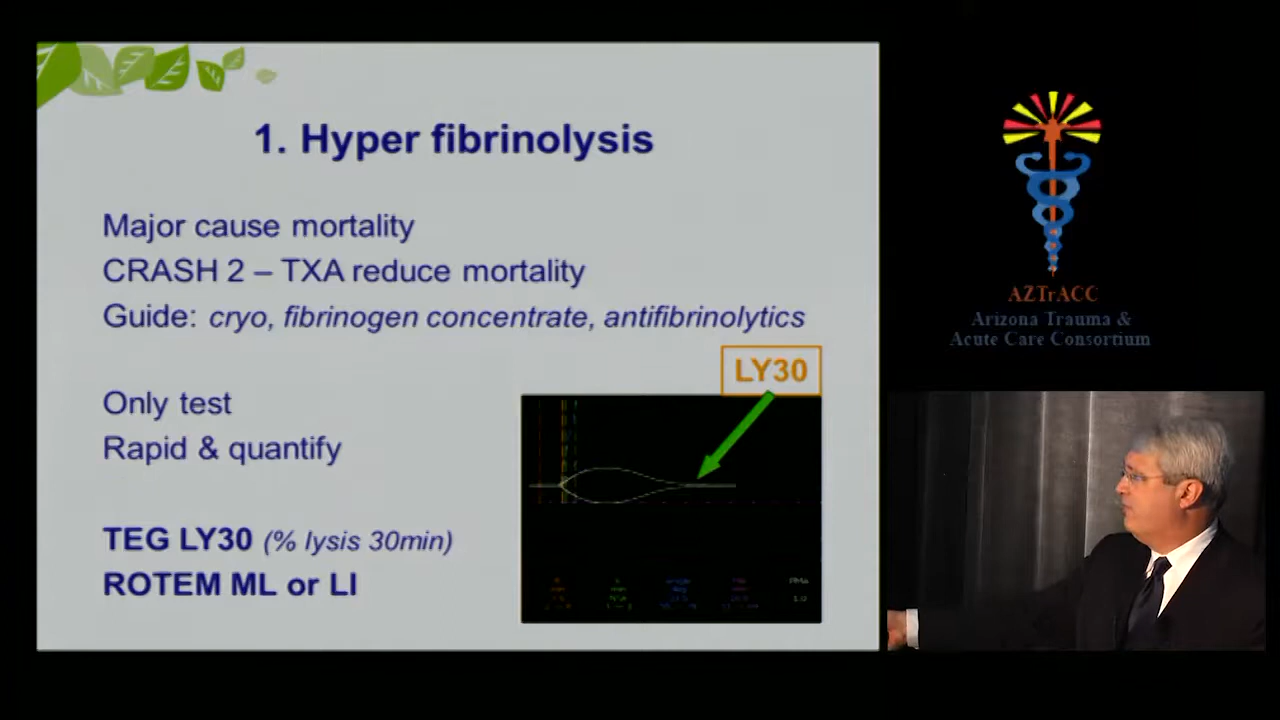 1. Hyper fibrinolysis
Major cause mortality
CRASH 2 – TXA reduce mortality
Guide: cryo, fibrinogen concentrate, antifibrinolytics
LY30
Only test
Rapid & quantify
TEG LY30 (% lysis 30min)
ROTEM ML or LI
AZTrACC
Arizona Trauma &
Acute Care Consortium